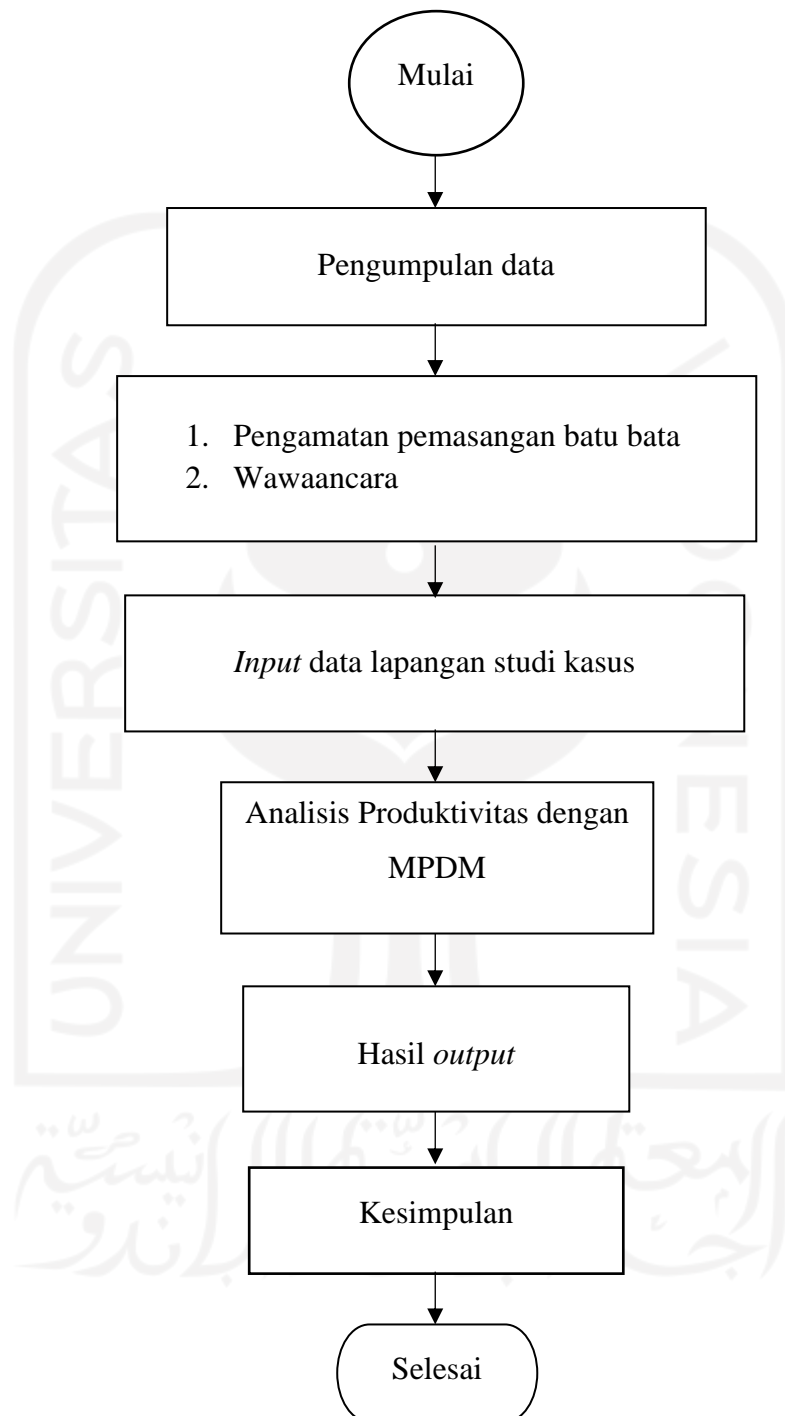 Mulai
Pengumpulan data
1. Pengamatan pemasangan batu bata
2. Wawaancara
Input data lapangan studi kasus
Analisis Produktivitas dengan
MPDM
Hasil output
Kesimpulan
Selesai
UNIVERSITAS